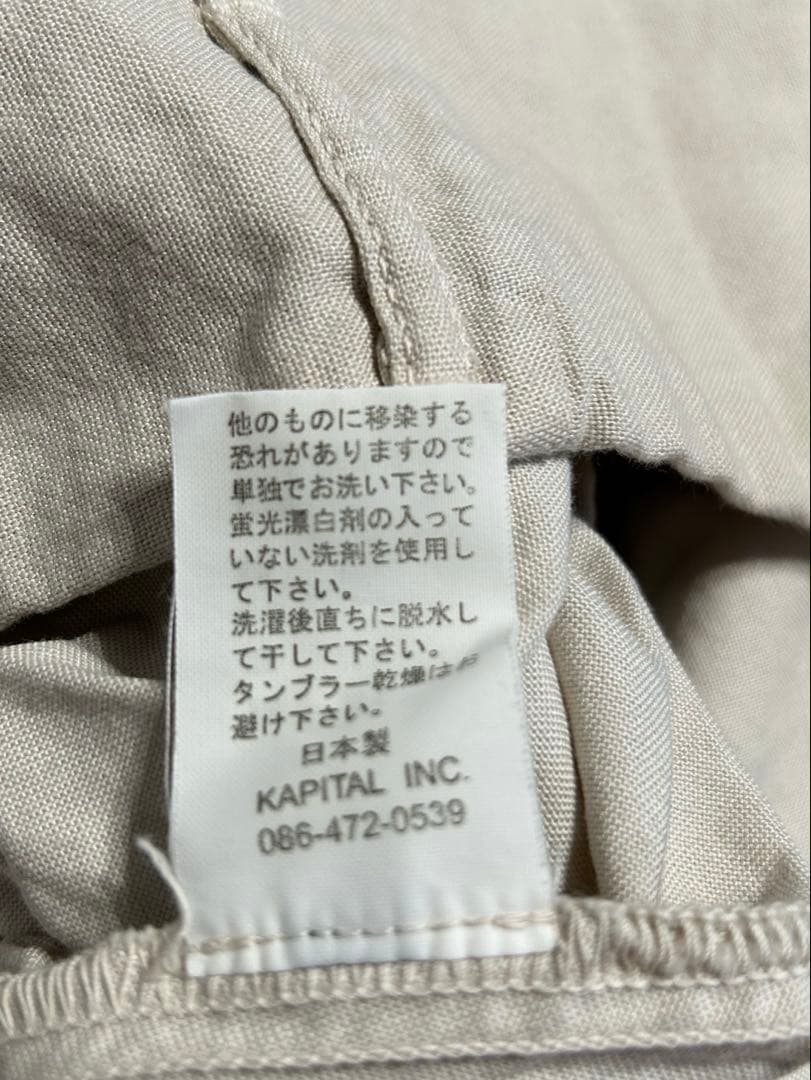 他のものに移染する
恐れがありますので
単独でお洗い下さい。
蛍光漂白剤の入って
いない洗剤を使用し
て下さい。
洗濯後直ちに脱水し
て干して下さい。
タンブラー乾燥はお
避け下さい。
日本製
KAPITAL INC.
086-472-0539